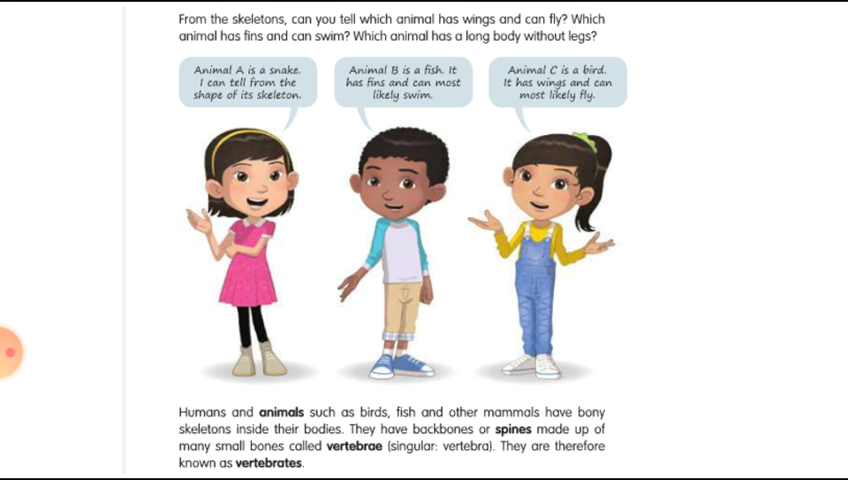 From the skeletons, can you tell which animal has wings and can fly? Which
animal has fins and can swim? Which animal has a long body without legs?
Animal A is a snake.
I can tell from the
shape of its skeleton.
Animal B is a fish. It
has fins and can most
likely swim.
Animal C is a bird.
It has wings and can
most likely fly.
Humans and animals such as birds, fish and other mammals have bony
skeletons inside their bodies. They have backbones or spines made up of
many small bones called vertebrae (singular: vertebra). They are therefore
known as vertebrates.